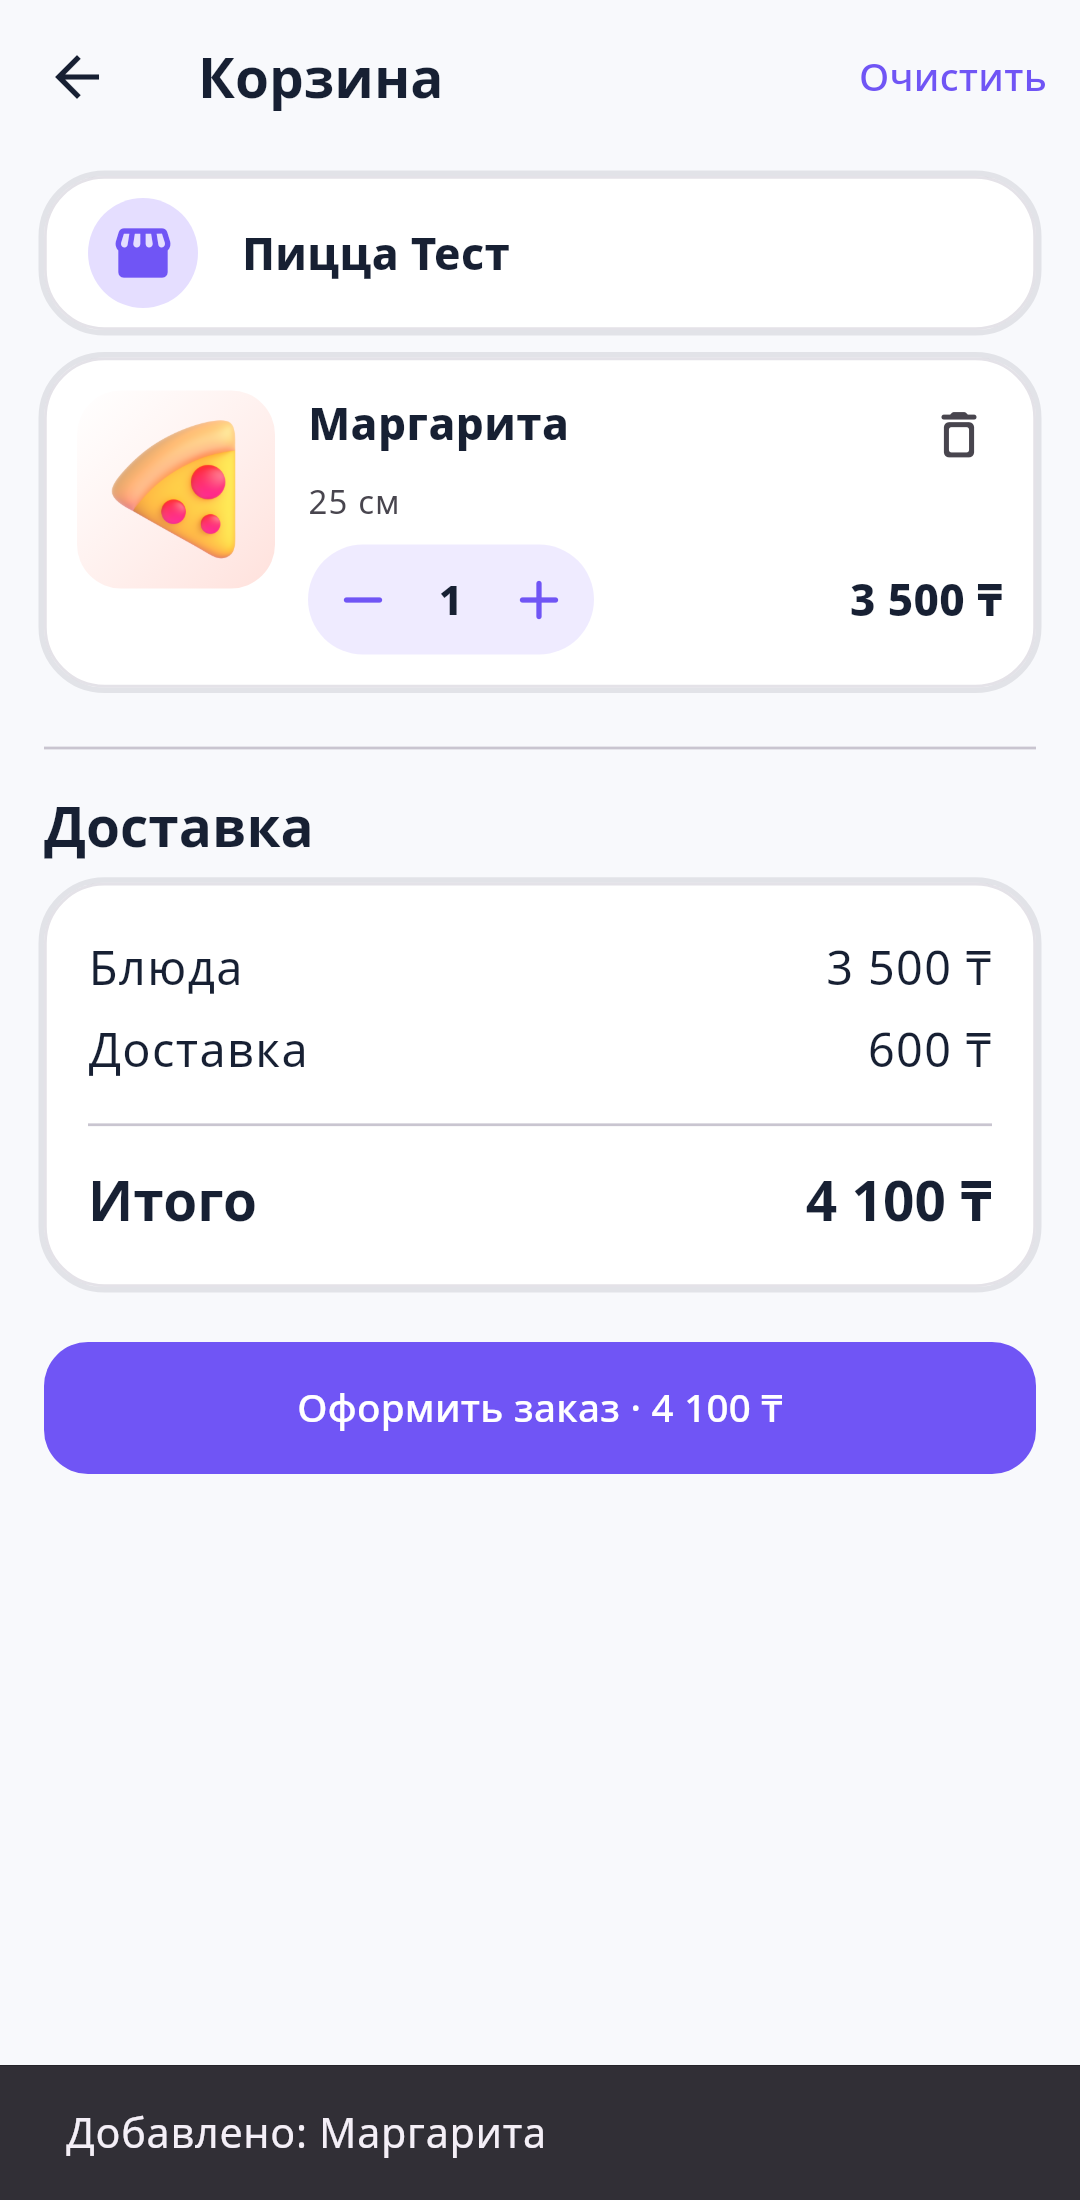 Корзина
Очистить
Пицца Тест
Маргарита
25 см
1
3 500 ₸
Доставка
Блюда
3 500 ₸
Доставка
600 ₸
Итого
4 100 ₸
Оформить заказ · 4 100 ₸
Добавлено: Маргарита